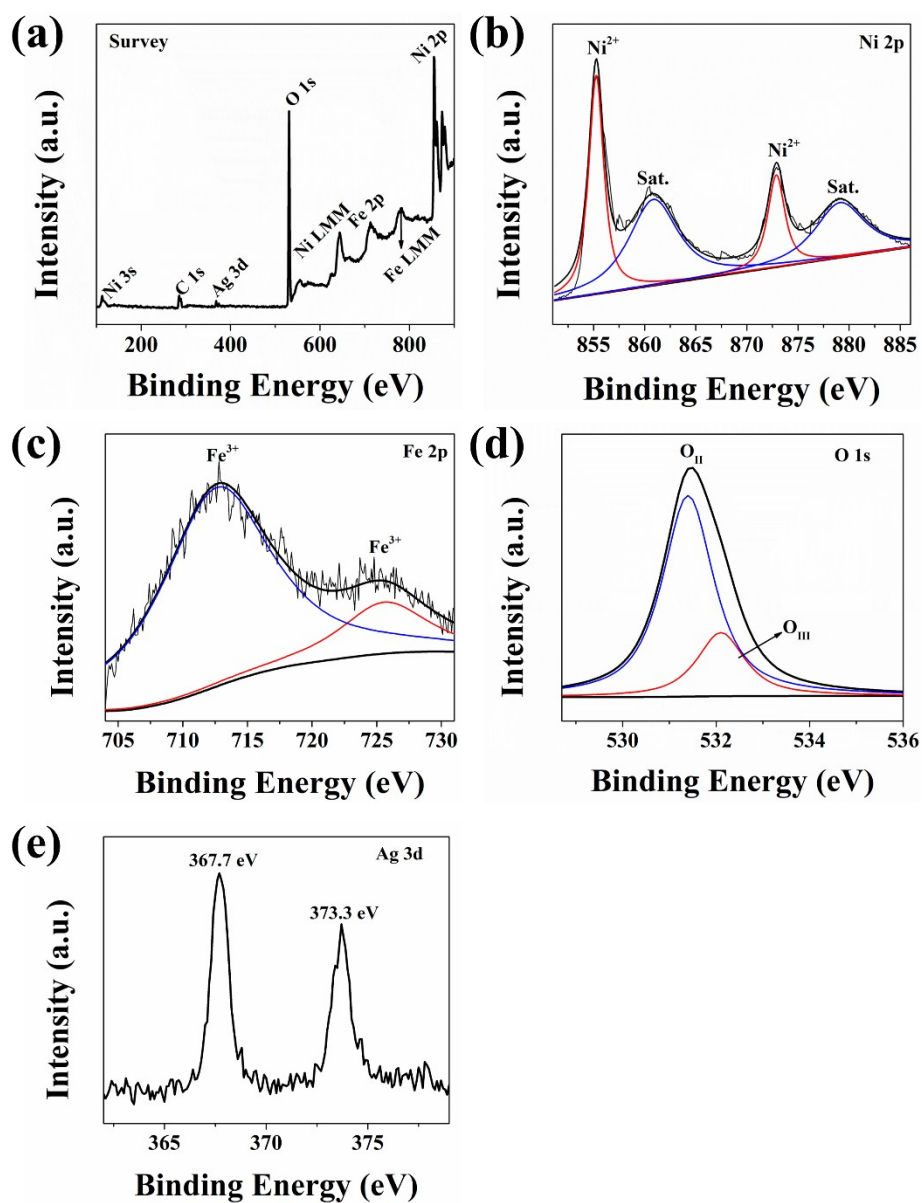 (a)
Survey
Ni 3s
C 1s
Ag 3d
O 1s
Ni LMM
Fe 2p
Fe LMM
Ni 2p
Intensity (a.u.)
200 400 600 800
Binding Energy (eV)
(b)
Ni 2p
Ni²⁺
Sat.
Ni²⁺
Sat.
Intensity (a.u.)
855 860 865 870 875 880 885
Binding Energy (eV)
(c)
Fe 2p
Fe³⁺
Fe³⁺
Intensity (a.u.)
705 710 715 720 725 730
Binding Energy (eV)
(d)
O 1s
O_II
O_III
Intensity (a.u.)
530 532 534 536
Binding Energy (eV)
(e)
Ag 3d
367.7 eV
373.3 eV
Intensity (a.u.)
365 370 375
Binding Energy (eV)